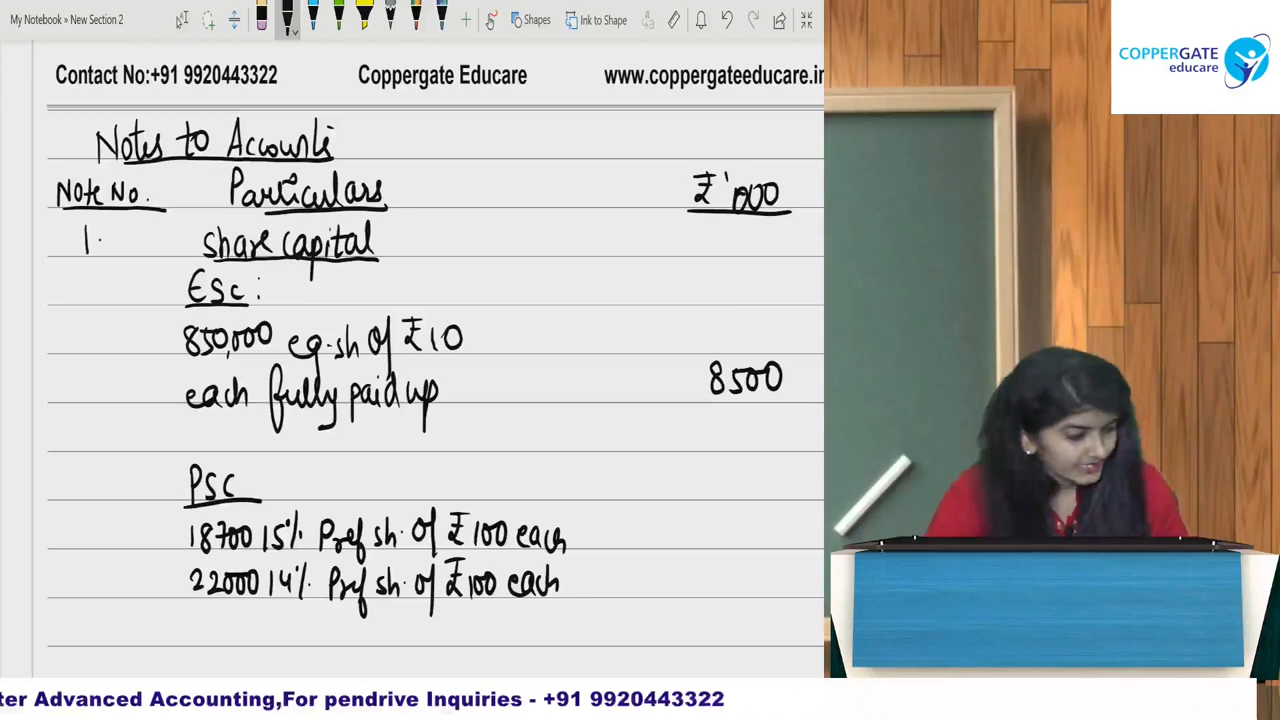 My Notebook » New Section 2
Shapes
Ink to Shape
Contact No:+91 9920443322 Coppergate Educare www.coppergateeducare.in
COPPERGATE
educare
Notes to Accounts
Note No. Particulars ₹'000
1. Share capital
ESC:
850,000 eq. sh of ₹10
each fully paid up 8500
PSC
18700 15% Pref sh. of ₹100 each
22000 14% Pref sh. of ₹100 each
ter Advanced Accounting,For pendrive Inquiries - +91 9920443322